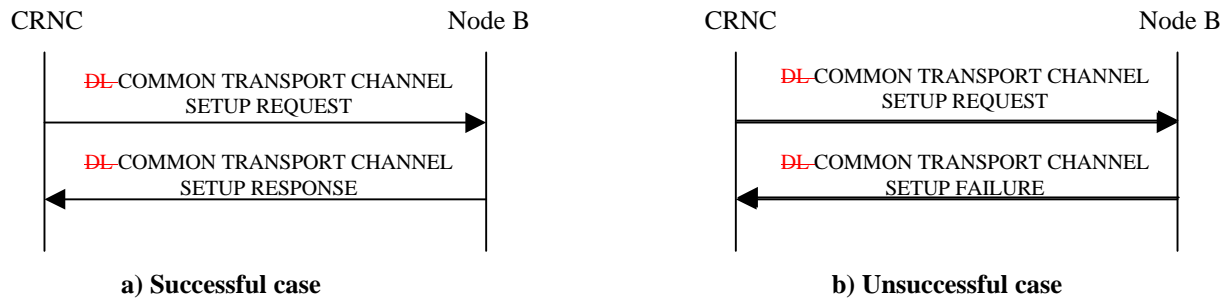 CRNC
Node B
DL COMMON TRANSPORT CHANNEL
SETUP REQUEST
DL COMMON TRANSPORT CHANNEL
SETUP RESPONSE
a) Successful case
CRNC
Node B
DL COMMON TRANSPORT CHANNEL
SETUP REQUEST
DL COMMON TRANSPORT CHANNEL
SETUP FAILURE
b) Unsuccessful case